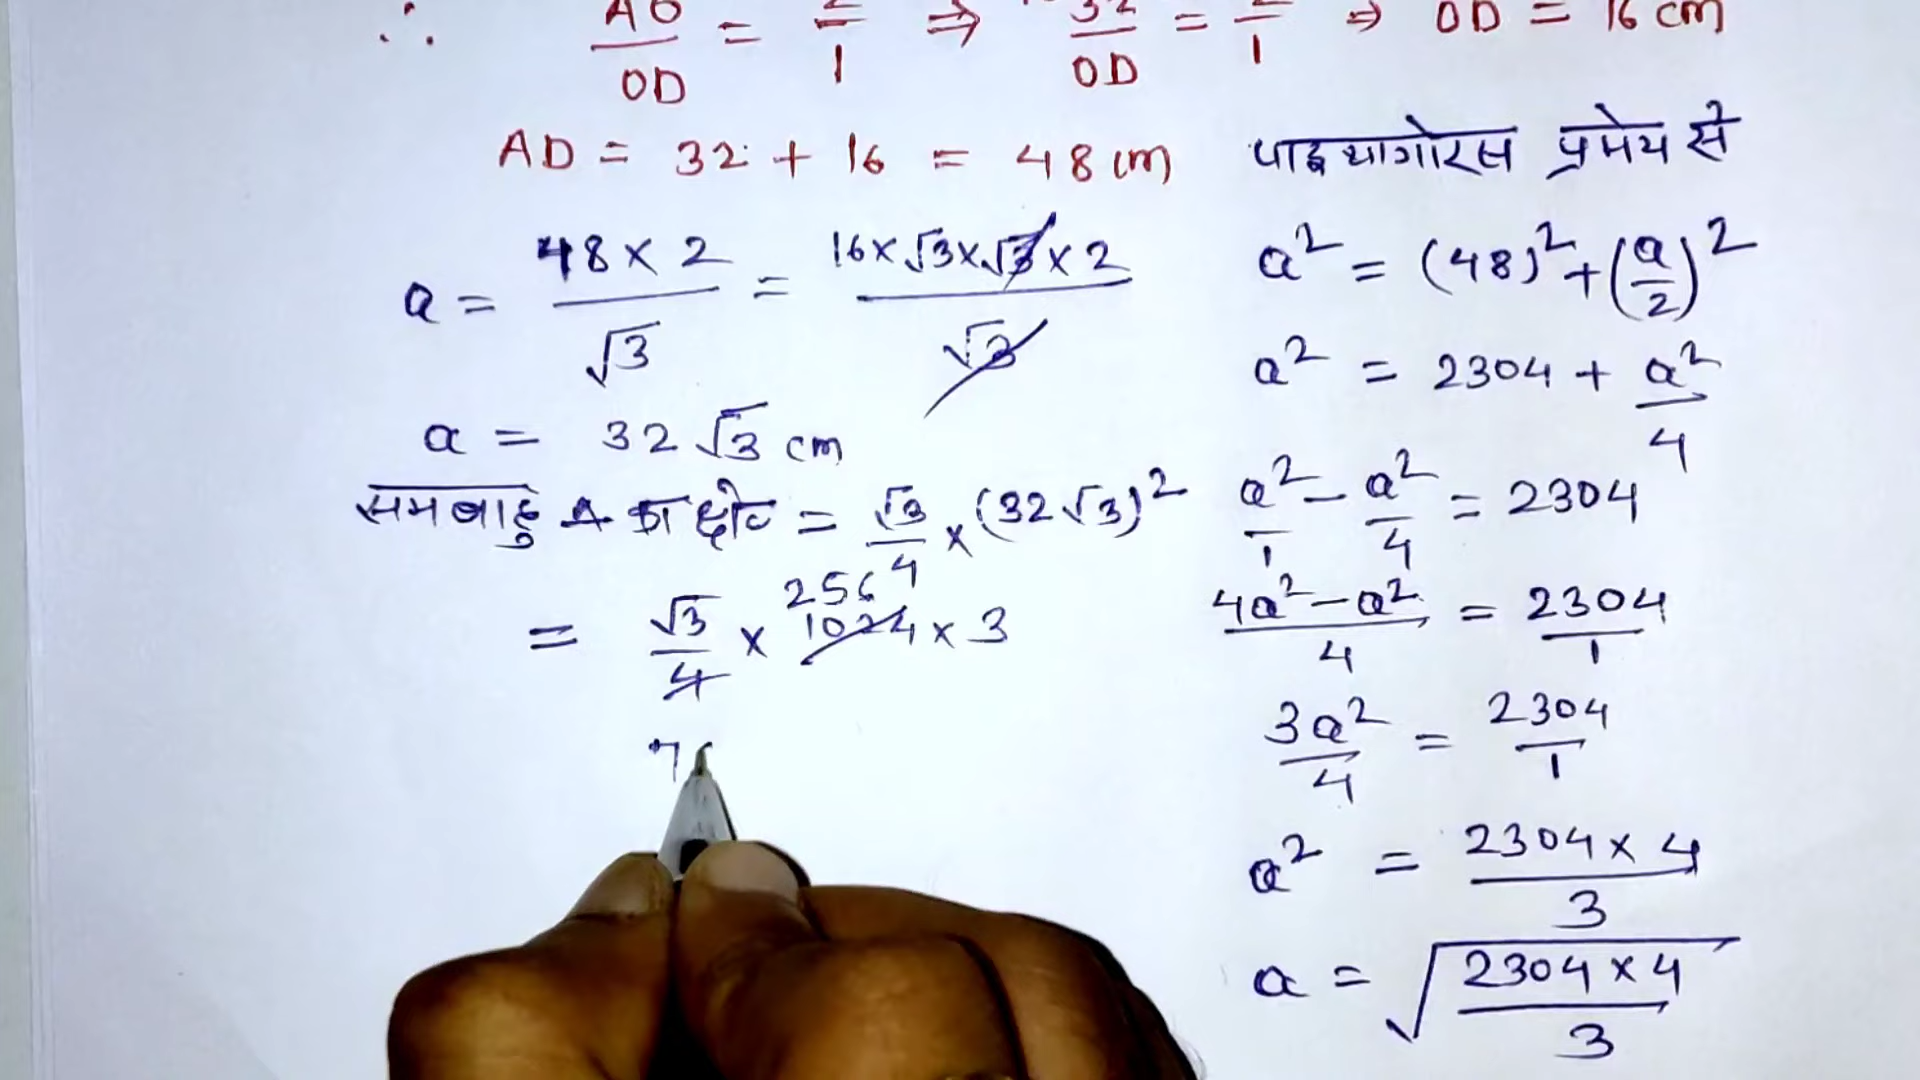 ∴ AO/OD = 2/1 ⇒ 32/OD = 2/1 ⇒ OD = 16 cm
AD = 32 + 16 = 48 cm
a = 48 × 2/√3 = 16 × √3 × √3 × 2/√3
a = 32√3 cm
समबाहु Δ का क्षे० = √3/4 × (32√3)²
256
= √3/4 × 1024 × 3
76
पाइथागोरस प्रमेय से
a² = (48)² + (a/2)²
a² = 2304 + a²/4
a²/1 − a²/4 = 2304
4a² − a²/4 = 2304/1
3a²/4 = 2304/1
a² = 2304 × 4/3
a = √2304 × 4/3